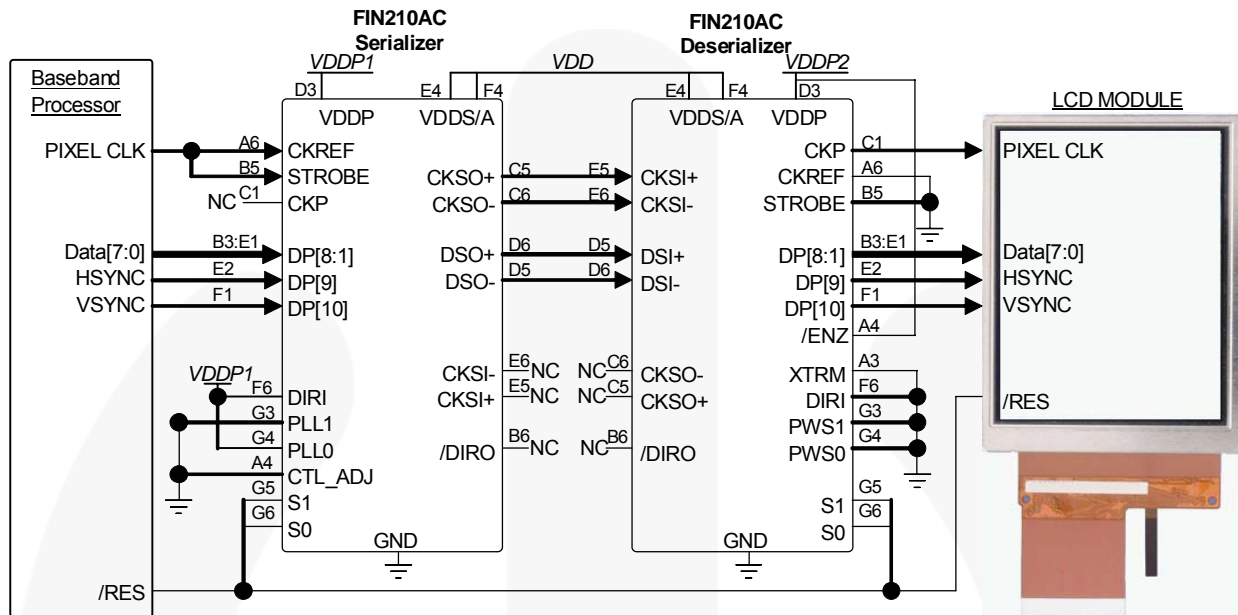 FIN210AC
Serializer
FIN210AC
Deserializer
VDDP1
VDD
VDDP2
D3
E4
F4
E4
F4
D3
Baseband
Processor
LCD MODULE
VDDP
VDDS/A
VDDS/A
VDDP
PIXEL CLK
A6
CKREF
B5
STROBE
NC
C1
CKP
CKSO+
C5
E5
CKSI+
CKSO-
C6
E6
CKSI-
CKP
C1
PIXEL CLK
CKREF
A6
STROBE
B5
Data[7:0]
B3:E1
DP[8:1]
DSO+
D6
D5
DSI+
DP[8:1]
B3:E1
Data[7:0]
HSYNC
E2
DP[9]
DSO-
D5
D6
DSI-
DP[9]
E2
HSYNC
VSYNC
F1
DP[10]
DP[10]
F1
VSYNC
/ENZ
A4
VDDP1
F6
DIRI
G3
PLL1
G4
PLL0
A4
CTL_ADJ
G5
S1
G6
S0
CKSI-
E6
NC
NC
C6
CKSO-
CKSI+
E5
NC
NC
C5
CKSO+
/DIRO
B6
NC
NC
B6
/DIRO
XTRM
A3
DIRI
F6
PWS1
G3
PWS0
G4
S1
G5
S0
G6
/RES
GND
GND
/RES